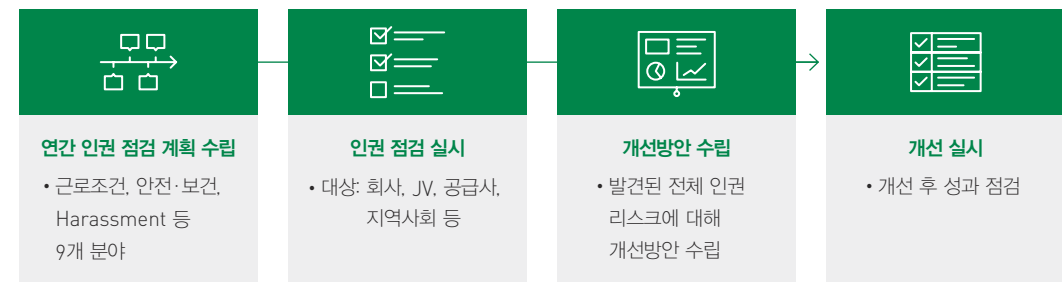 연간 인권 점검 계획 수립
• 근로조건, 안전·보건,
Harassment 등
9개 분야
인권 점검 실시
• 대상: 회사, JV, 공급사,
지역사회 등
개선방안 수립
• 발견된 전체 인권
리스크에 대해
개선방안 수립
개선 실시
• 개선 후 성과 점검